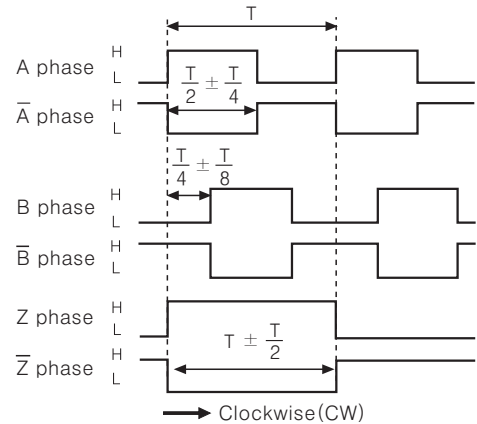 T
H
A phase
L
T/2 ± T/4
H
A̅ phase
L
T/4 ± T/8
H
B phase
L
H
B̅ phase
L
H
Z phase
L
T ± T/2
H
Z̅ phase
L
Clockwise(CW)